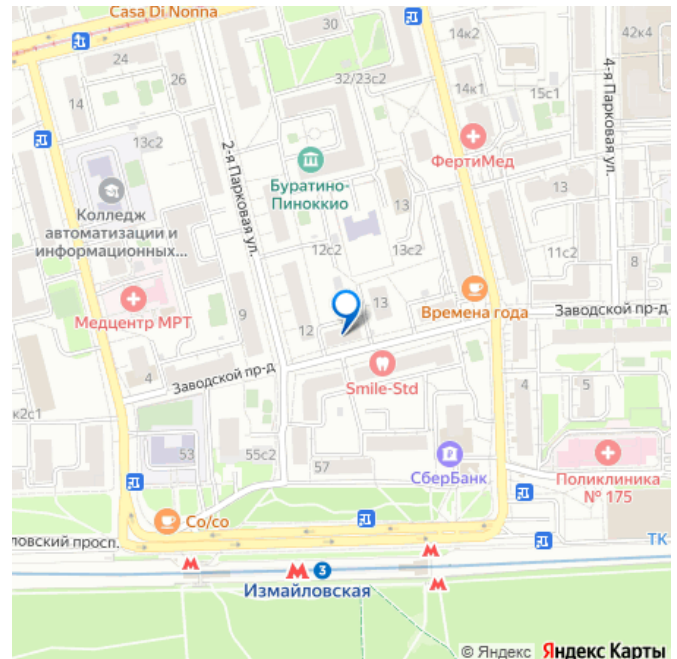 Casa Di Nonna
30
14к2
42к4
24
26
32/23с2
14
14к1
15с1
4-я Парковая ул.
13с2
2-я Парковая ул.
ФертиМед
Буратино-
Пиноккио
13
13
Колледж
автоматизации и
информационных...
12с2
13с2
11с2
8
Медцентр МРТ
9
13
12
Времена года
Заводской пр-д
Заводской пр-д
4
Smile-Std
4
5
к2с1
53
55с2
57
СберБанк
Поликлиника
№ 175
Co/co
ловский просп.
ТК
3
Измайловская
© Яндекс Яндекс Карты